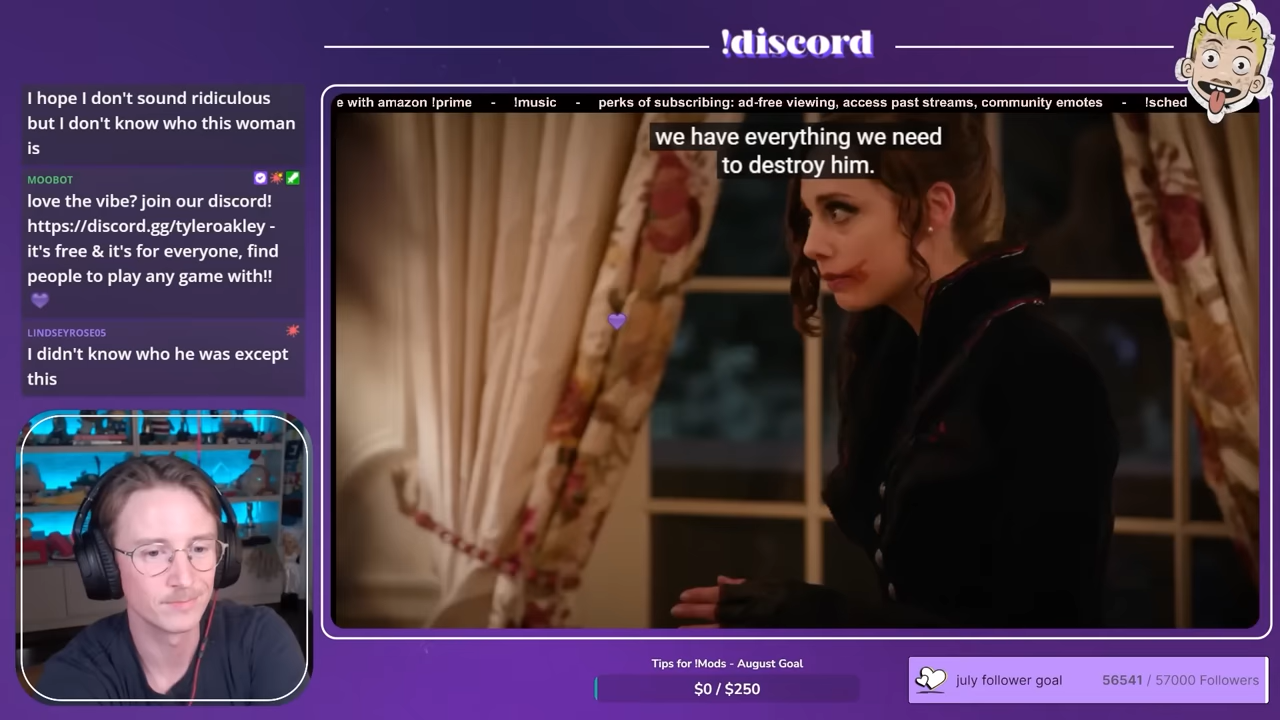 !discord
I hope I don't sound ridiculous
but I don't know who this woman
is
MOOBOT
love the vibe? join our discord!
https://discord.gg/tyleroakley -
it's free & it's for everyone, find
people to play any game with!!
LINDSEYROSE05
I didn't know who he was except
this
e with amazon !prime - !music - perks of subscribing: ad-free viewing, access past streams, community emotes - !sched
we have everything we need
to destroy him.
Tips for !Mods - August Goal
$0 / $250
july follower goal 56541 / 57000 Followers